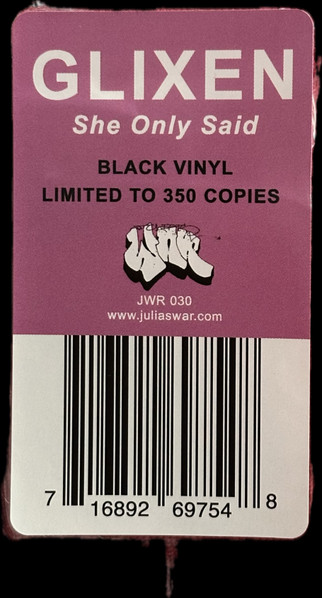 GLIXEN
She Only Said
BLACK VINYL
LIMITED TO 350 COPIES
WAR
JWR 030
www.juliaswar.com
7 16892 69754 8